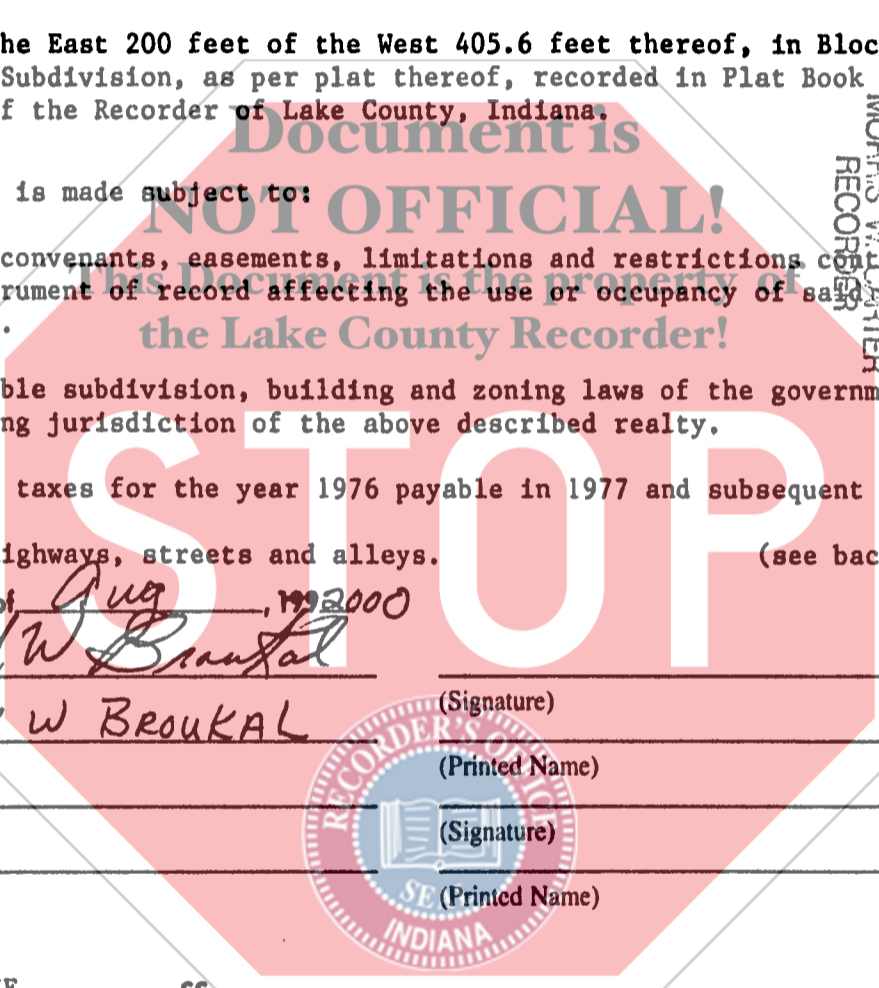 he East 200 feet of the West 405.6 feet thereof, in Bloc
Subdivision, as per plat thereof, recorded in Plat Book
f the Recorder of Lake County, Indiana.
Document is
NOT OFFICIAL!
This Document is the property of
the Lake County Recorder!
STOP
is made subject to:
convenants, easements, limitations and restrictions cont
rument of record affecting the use or occupancy of said
.
ble subdivision, building and zoning laws of the governm
ng jurisdiction of the above described realty.
taxes for the year 1976 payable in 1977 and subsequent
ighways, streets and alleys. (see bac
Aug , 2000
W Broukal
(Signature)
W BROUKAL
(Printed Name)
(Signature)
(Printed Name)
RECORDER'S OFFICE
SEAL
INDIANA
RECORDER